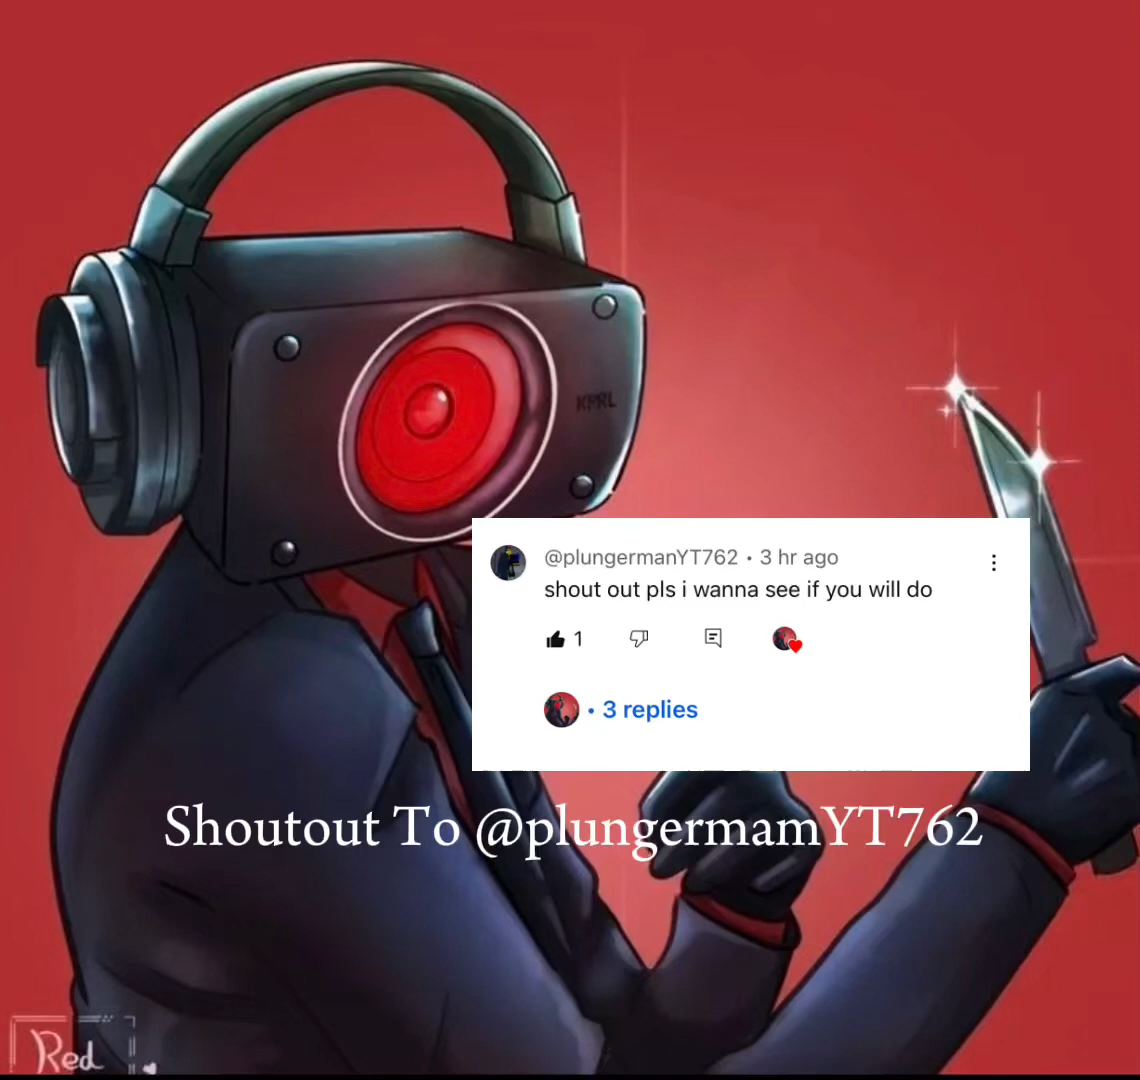 KPRL
@plungermanYT762 • 3 hr ago
shout out pls i wanna see if you will do
1
• 3 replies
Shoutout To @plungermamYT762
Red